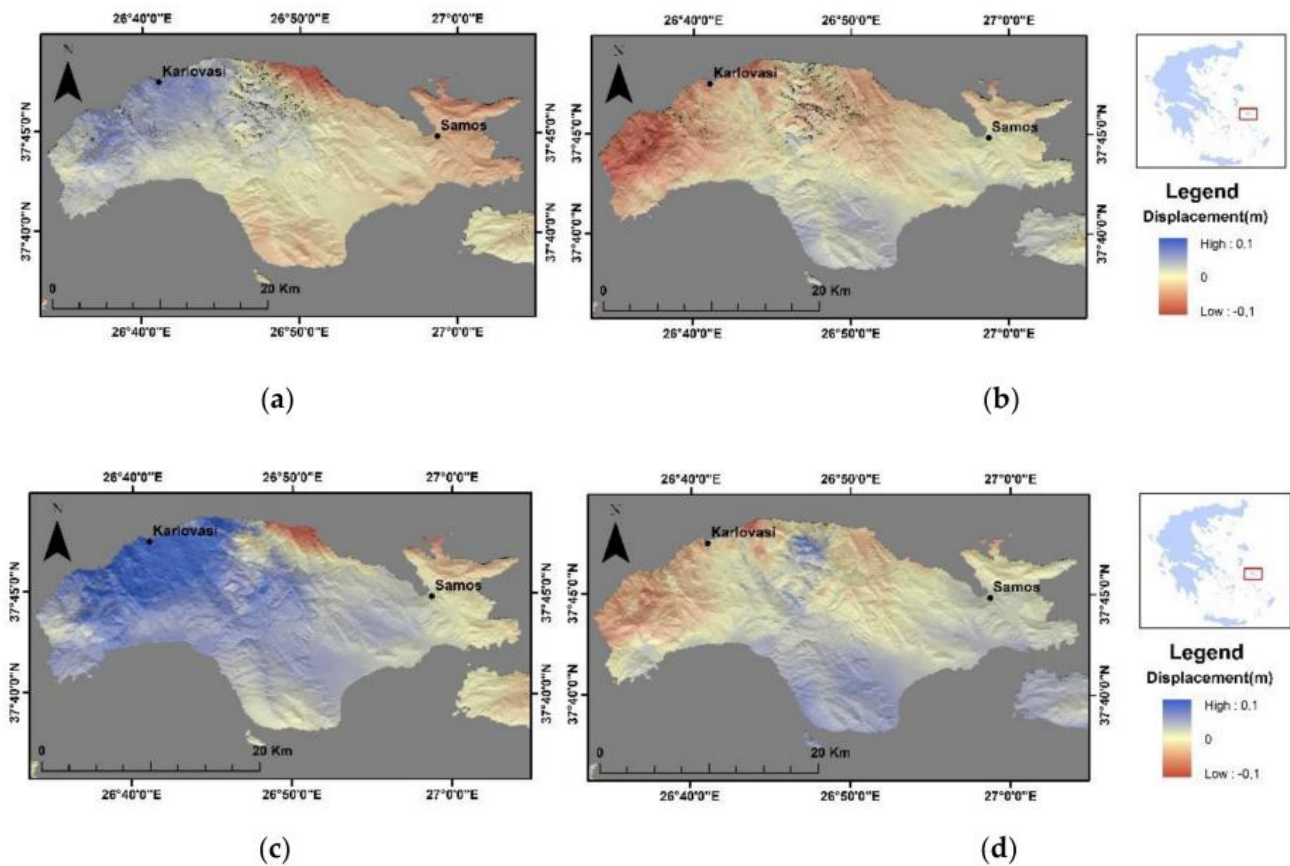 26°40'0"E 26°50'0"E 27°0'0"E
N
Karlovasi
Samos
37°45'0"N
37°40'0"N
0 20 Km
26°40'0"E 26°50'0"E 27°0'0"E
(a)
26°40'0"E 26°50'0"E 27°0'0"E
N
Karlovasi
Samos
37°45'0"N 37°45'0"N
37°40'0"N 37°40'0"N
0 20 Km
26°40'0"E 26°50'0"E 27°0'0"E
(b)
Legend
Displacement(m)
High : 0.1
0
Low : -0,1
26°40'0"E 26°50'0"E 27°0'0"E
N
Karlovasi
Samos
37°45'0"N
37°40'0"N
0 20 Km
26°40'0"E 26°50'0"E 27°0'0"E
(c)
26°40'0"E 26°50'0"E 27°0'0"E
N
Karlovasi
Samos
37°45'0"N 37°45'0"N 37°45'0"N
37°40'0"N 37°40'0"N 37°40'0"N
0 20 Km
26°40'0"E 26°50'0"E 27°0'0"E
(d)
Legend
Displacement(m)
High : 0.1
0
Low : -0,1